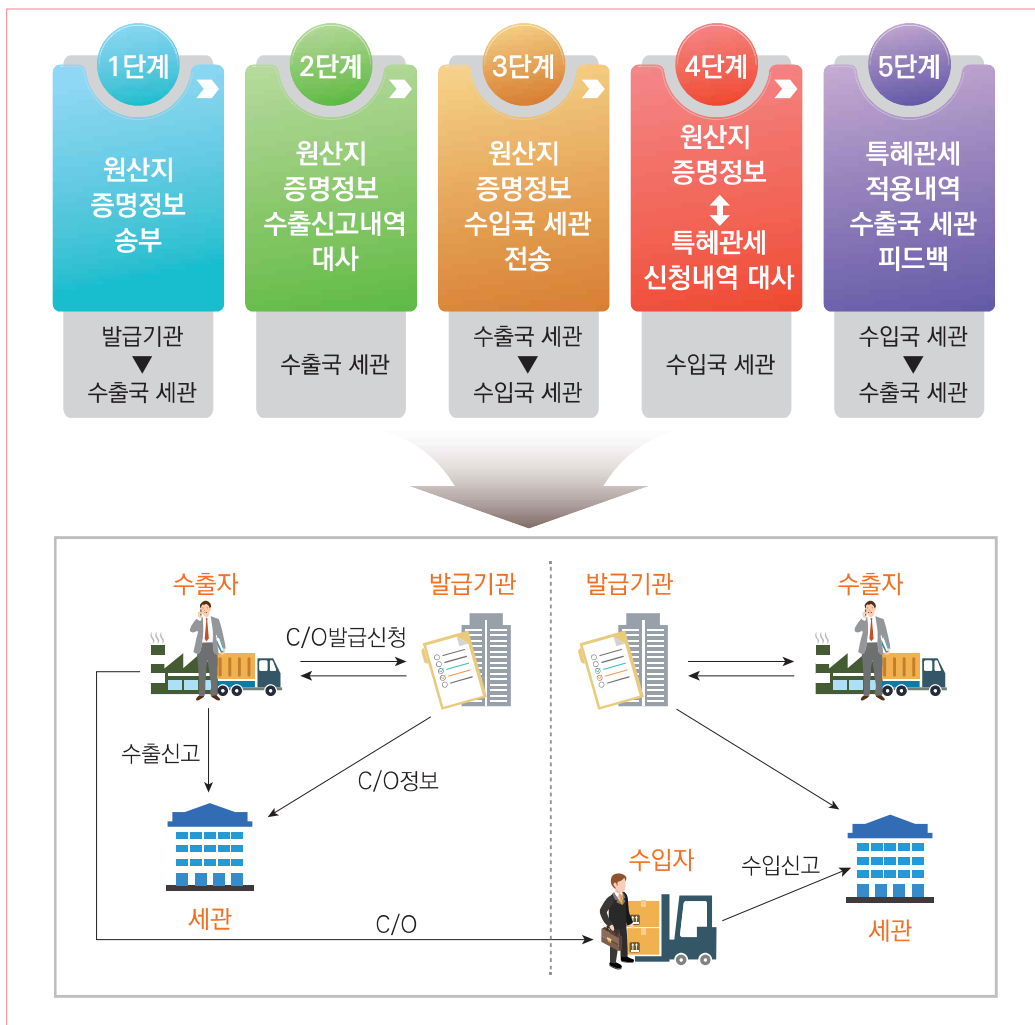 1단계
원산지
증명정보
송부
발급기관
▼
수출국 세관
2단계
원산지
증명정보
수출신고내역
대사
수출국 세관
3단계
원산지
증명정보
수입국 세관
전송
수출국 세관
▼
수입국 세관
4단계
원산지
증명정보
↕
특혜관세
신청내역 대사
수입국 세관
5단계
특혜관세
적용내역
수출국 세관
피드백
수입국 세관
▼
수출국 세관
수출자
발급기관
발급기관
수출자
C/O발급신청
수출신고
C/O정보
수입자
수입신고
세관
C/O
세관